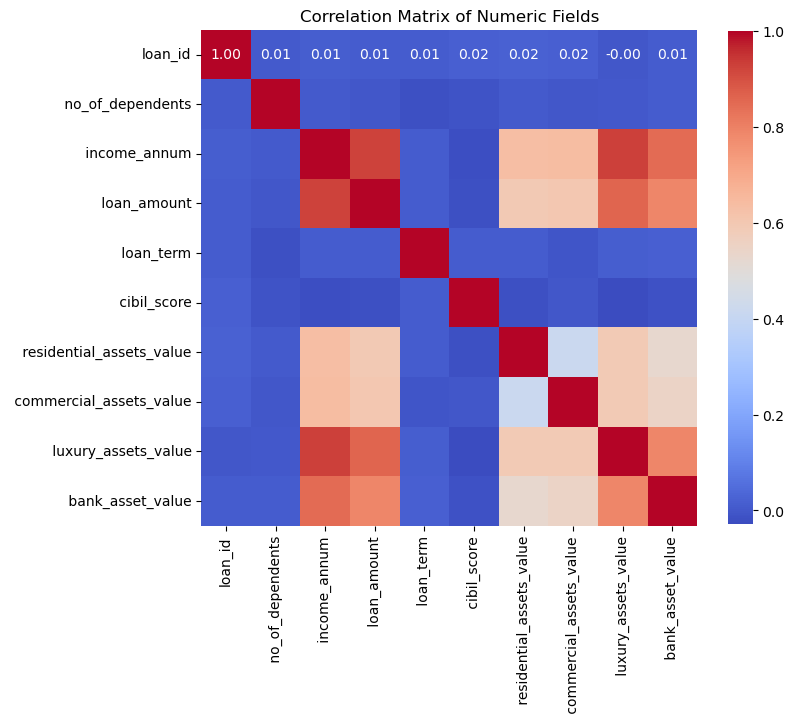 Correlation Matrix of Numeric Fields
loan_id 1.00 0.01 0.01 0.01 0.01 0.02 0.02 0.02 -0.00 0.01
no_of_dependents
income_annum
loan_amount
loan_term
cibil_score
residential_assets_value
commercial_assets_value
luxury_assets_value
bank_asset_value
loan_id
no_of_dependents
income_annum
loan_amount
loan_term
cibil_score
residential_assets_value
commercial_assets_value
luxury_assets_value
bank_asset_value
1.0
0.8
0.6
0.4
0.2
0.0